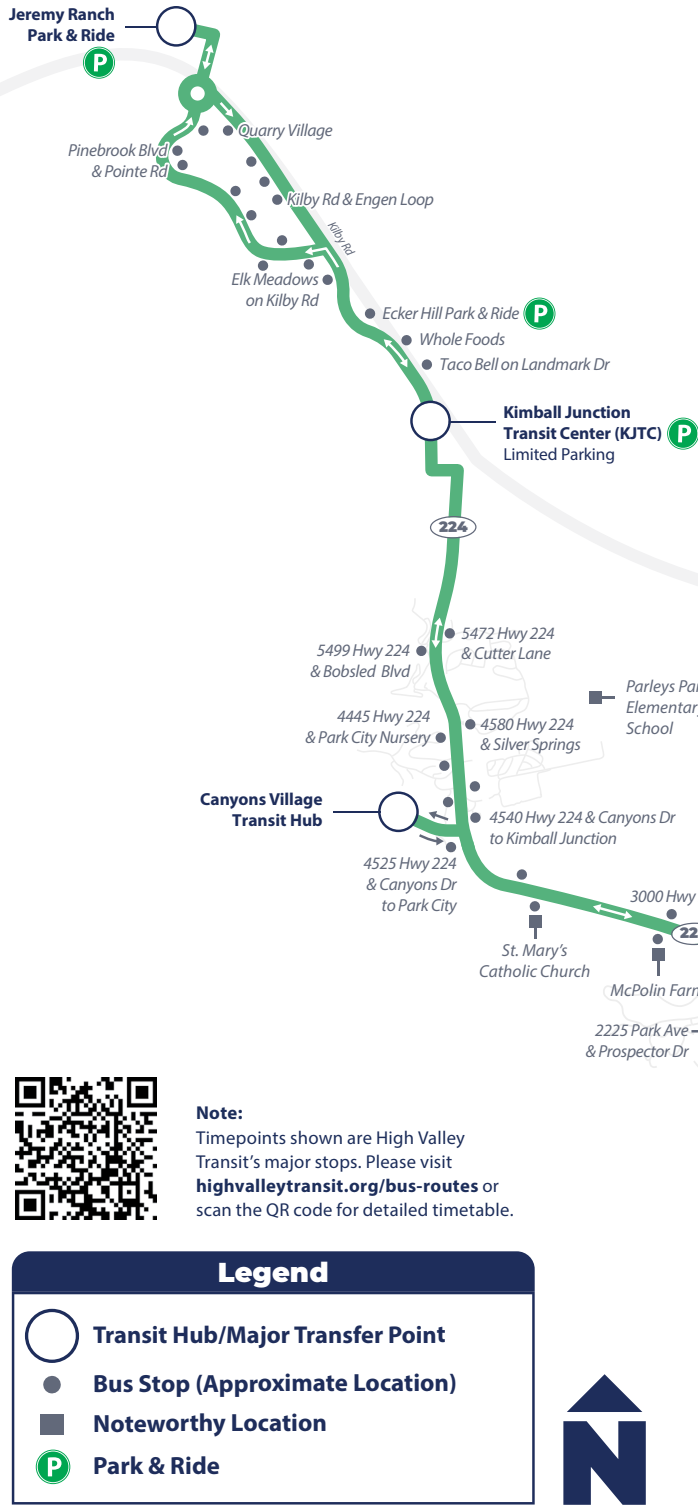 Jeremy Ranch
Park & Ride
P
Quarry Village
Pinebrook Blvd
& Pointe Rd
Kilby Rd & Engen Loop
Kilby Rd
Elk Meadows
on Kilby Rd
Ecker Hill Park & Ride
P
Whole Foods
Taco Bell on Landmark Dr
Kimball Junction
Transit Center (KJTC)
Limited Parking
P
224
5472 Hwy 224
& Cutter Lane
5499 Hwy 224
& Bobsled Blvd
Parleys Par
Elementary
School
4445 Hwy 224
& Park City Nursery
4580 Hwy 224
& Silver Springs
Canyons Village
Transit Hub
4540 Hwy 224 & Canyons Dr
to Kimball Junction
4525 Hwy 224
& Canyons Dr
to Park City
3000 Hwy
22
St. Mary's
Catholic Church
McPolin Farm
2225 Park Ave
& Prospector Dr
Note:
Timepoints shown are High Valley
Transit's major stops. Please visit
highvalleytransit.org/bus-routes or
scan the QR code for detailed timetable.
Legend
Transit Hub/Major Transfer Point
Bus Stop (Approximate Location)
Noteworthy Location
P
Park & Ride
N